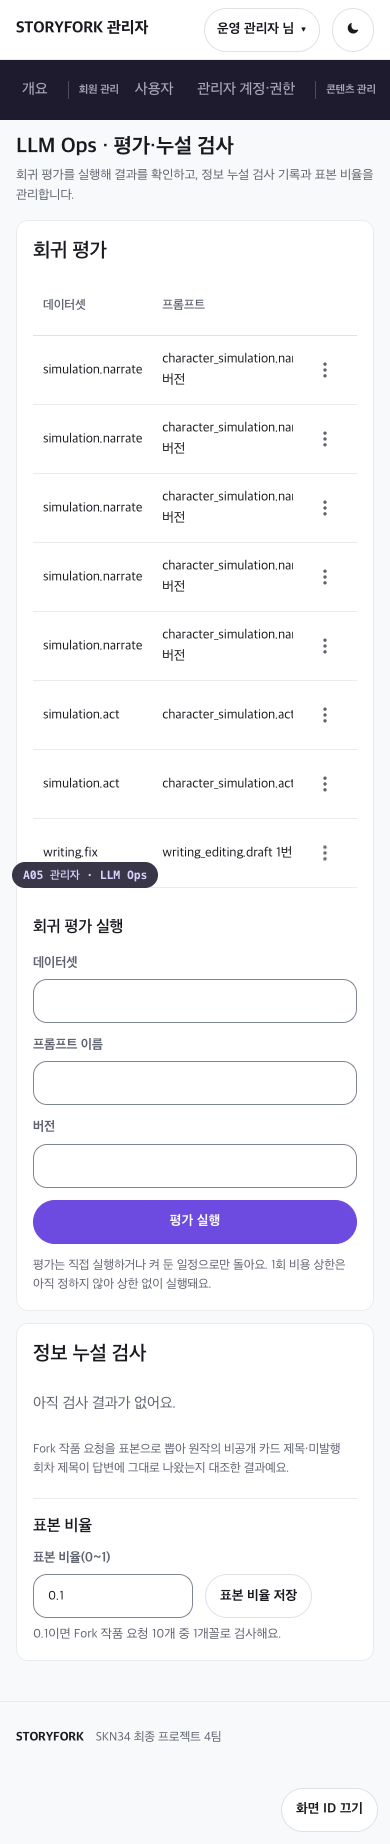 STORYFORK 관리자
운영 관리자 님 ▾
개요 회원 관리 사용자 관리자 계정·권한 콘텐츠 관리
LLM Ops · 평가·누설 검사
회귀 평가를 실행해 결과를 확인하고, 정보 누설 검사 기록과 표본 비율을
관리합니다.
회귀 평가
데이터셋 프롬프트
simulation.narrate character_simulation.nar
버전
simulation.narrate character_simulation.nar
버전
simulation.narrate character_simulation.nar
버전
simulation.narrate character_simulation.nar
버전
simulation.narrate character_simulation.nar
버전
simulation.act character_simulation.act
simulation.act character_simulation.act
writing.fix writing_editing.draft 1번
A05 관리자 · LLM Ops
회귀 평가 실행
데이터셋
프롬프트 이름
버전
평가 실행
평가는 직접 실행하거나 켜 둔 일정으로만 돌아요. 1회 비용 상한은
아직 정하지 않아 상한 없이 실행돼요.
정보 누설 검사
아직 검사 결과가 없어요.
Fork 작품 요청을 표본으로 뽑아 원작의 비공개 카드 제목·미발행
회차 제목이 답변에 그대로 나왔는지 대조한 결과예요.
표본 비율
표본 비율(0~1)
0.1 표본 비율 저장
0.1이면 Fork 작품 요청 10개 중 1개꼴로 검사해요.
STORYFORK SKN34 최종 프로젝트 4팀
화면 ID 끄기